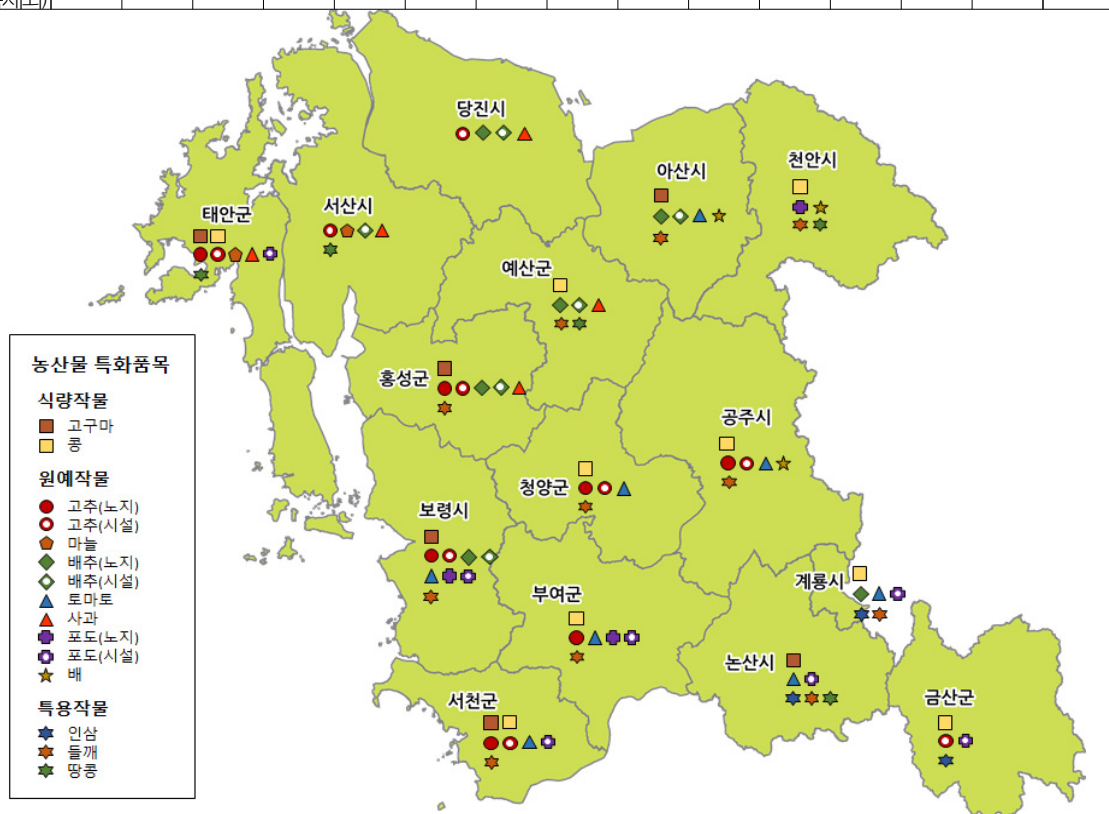 당진시
아산시
천안시
태안군
서산시
예산군
홍성군
공주시
청양군
보령시
부여군
계룡시
논산시
서천군
금산군
농산물 특화품목
식량작물
고구마
콩
원예작물
고추(노지)
고추(시설)
마늘
배추(노지)
배추(시설)
토마토
사과
포도(노지)
포도(시설)
배
특용작물
인삼
들깨
땅콩